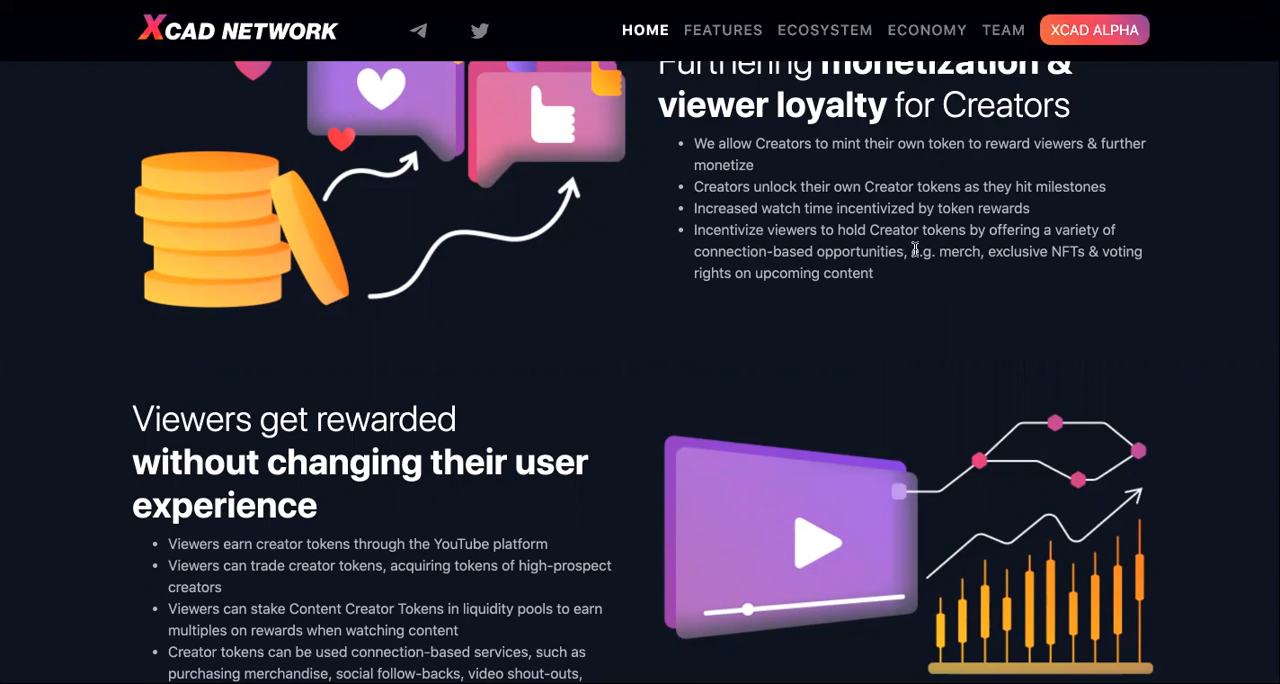 XCAD NETWORK
HOME FEATURES ECOSYSTEM ECONOMY TEAM XCAD ALPHA
Furthering monetization &
viewer loyalty for Creators
• We allow Creators to mint their own token to reward viewers & further
monetize
• Creators unlock their own Creator tokens as they hit milestones
• Increased watch time incentivized by token rewards
• Incentivize viewers to hold Creator tokens by offering a variety of
connection-based opportunities, e.g. merch, exclusive NFTs & voting
rights on upcoming content
Viewers get rewarded
without changing their user
experience
• Viewers earn creator tokens through the YouTube platform
• Viewers can trade creator tokens, acquiring tokens of high-prospect
creators
• Viewers can stake Content Creator Tokens in liquidity pools to earn
multiples on rewards when watching content
• Creator tokens can be used connection-based services, such as
purchasing merchandise, social follow-backs, video shout-outs,